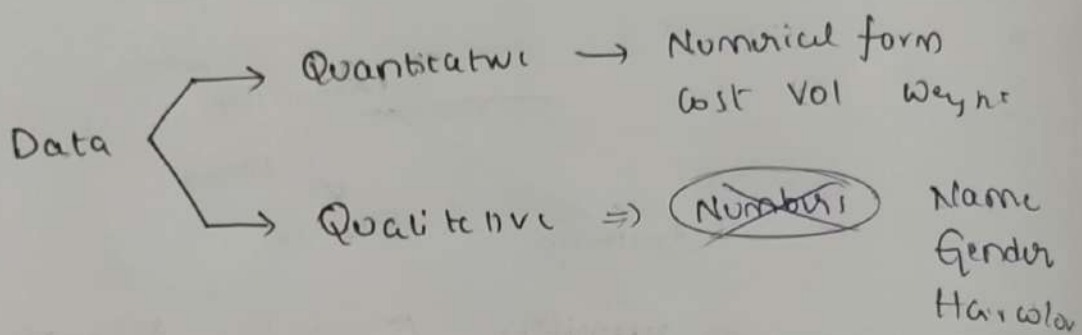 Quantitative → Numerical form
Cost Vol Weight
Data
Qualitative ⇒ Numbers Name
Gender
Hair color